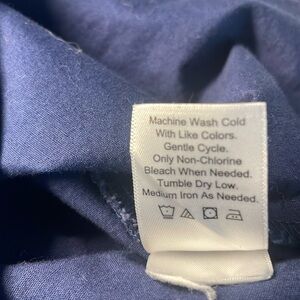 Machine Wash Cold
With Like Colors.
Gentle Cycle.
Only Non-Chlorine
Bleach When Needed.
Tumble Dry Low.
Medium Iron As Needed.